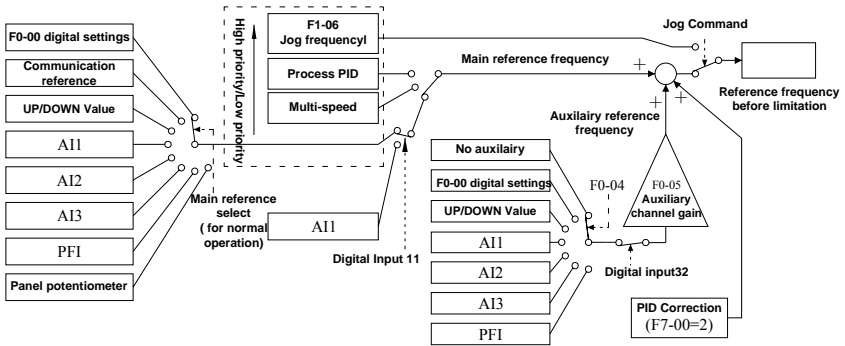 F0-00 digital settings
Communication
reference
UP/DOWN Value
AI1
AI2
AI3
PFI
Panel potentiometer
Main reference
select
( for normal
operation)
High priority/Low priority
F1-06
Jog frequencyl
Process PID
Multi-speed
AI1
Digital Input 11
Main reference frequency
Jog Command
Reference frequency
before limitation
Auxilairy reference
frequency
No auxilairy
F0-00 digital settings
UP/DOWN Value
AI1
AI2
AI3
PFI
F0-04
F0-05
Auxiliary
channel gain
Digital input32
PID Correction
(F7-00=2)
+
+
+